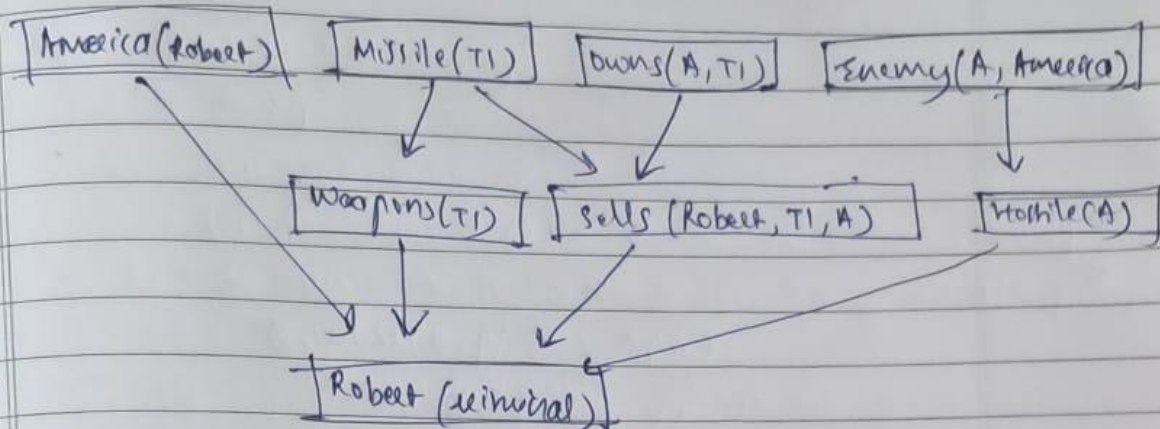 America(Robert) Missile(T1) Owns(A, T1) Enemy(A, America)
Weapons(T1) Sells (Robert, T1, A) Hostile(A)
Robert (criminal)